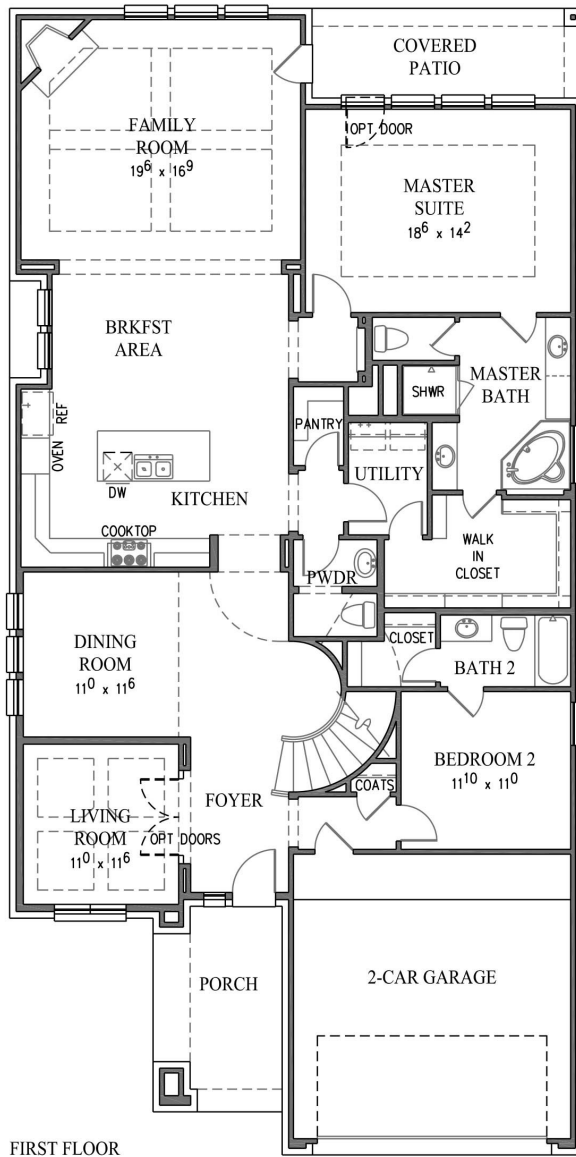 COVERED
PATIO
FAMILY
ROOM
19⁶ x 16⁹
OPT DOOR
MASTER
SUITE
18⁶ x 14²
BRKFST
AREA
MASTER
BATH
SHWR
REF
PANTRY
OVEN
UTILITY
DW
KITCHEN
COOKTOP
WALK
IN
CLOSET
PWDR
DINING
ROOM
11⁰ x 11⁶
CLOSET
BATH 2
BEDROOM 2
11¹⁰ x 11⁰
COATS
FOYER
LIVING
ROOM
11⁰ x 11⁶
OPT DOORS
PORCH
2-CAR GARAGE
FIRST FLOOR